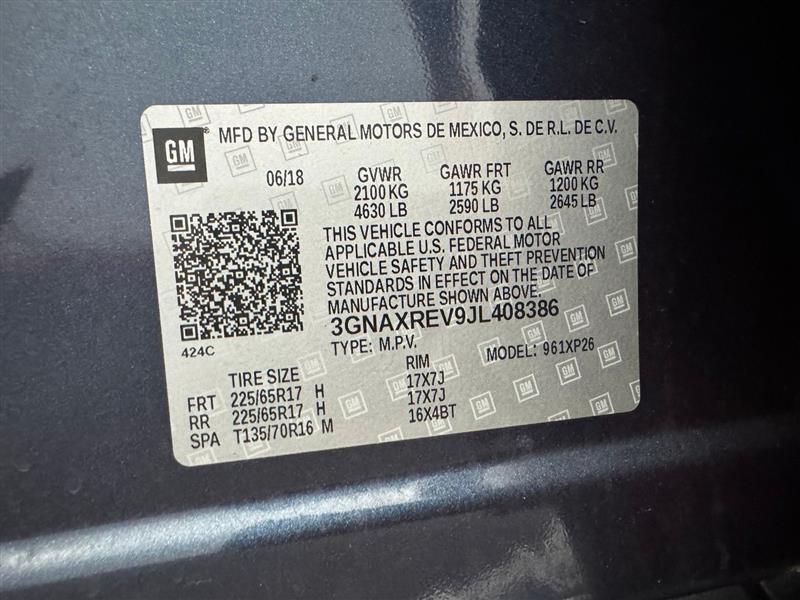 GM® MFD BY GENERAL MOTORS DE MEXICO, S. DE R.L. DE C.V.
06/18 GVWR GAWR FRT GAWR RR
2100 KG 1175 KG 1200 KG
4630 LB 2590 LB 2645 LB
THIS VEHICLE CONFORMS TO ALL
APPLICABLE U.S. FEDERAL MOTOR
VEHICLE SAFETY AND THEFT PREVENTION
STANDARDS IN EFFECT ON THE DATE OF
MANUFACTURE SHOWN ABOVE.
3GNAXREV9JL408386
424C
TYPE: M.P.V. MODEL: 961XP26
TIRE SIZE RIM
FRT 225/65R17 H 17X7J
RR 225/65R17 H 17X7J
SPA T135/70R16 M 16X4BT